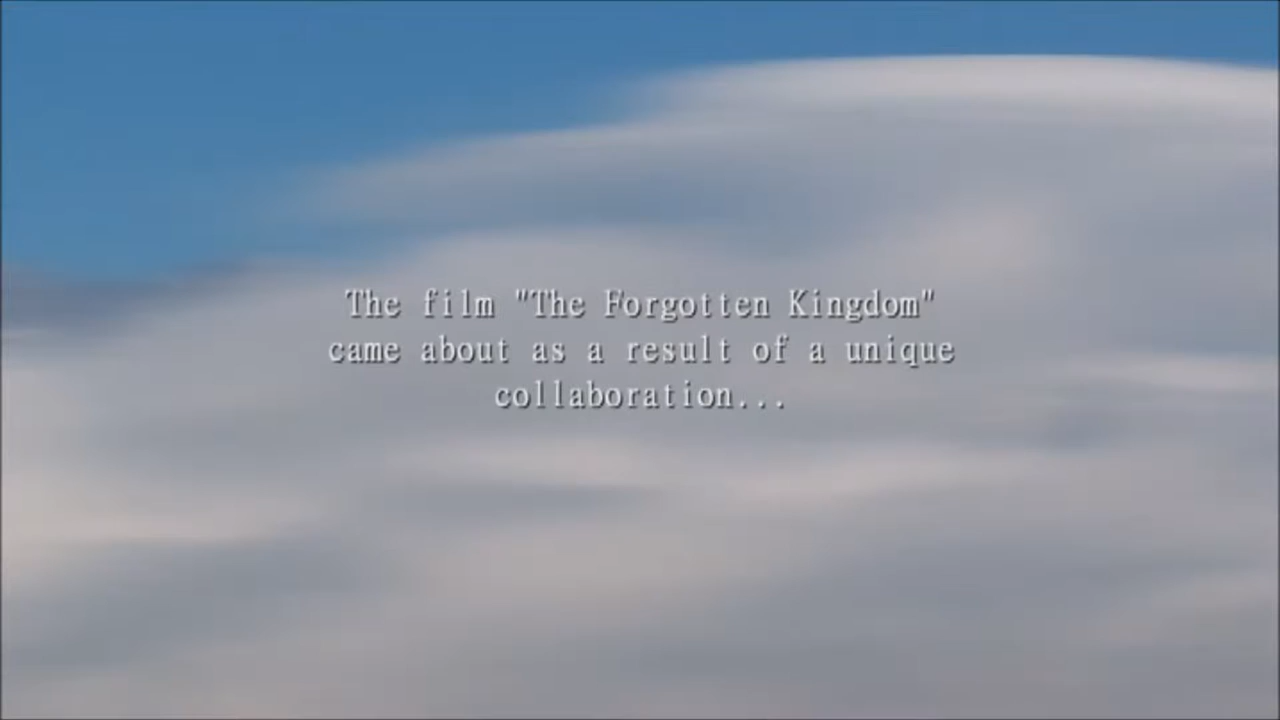 The film "The Forgotten Kingdom"
came about as a result of a unique
collaboration...